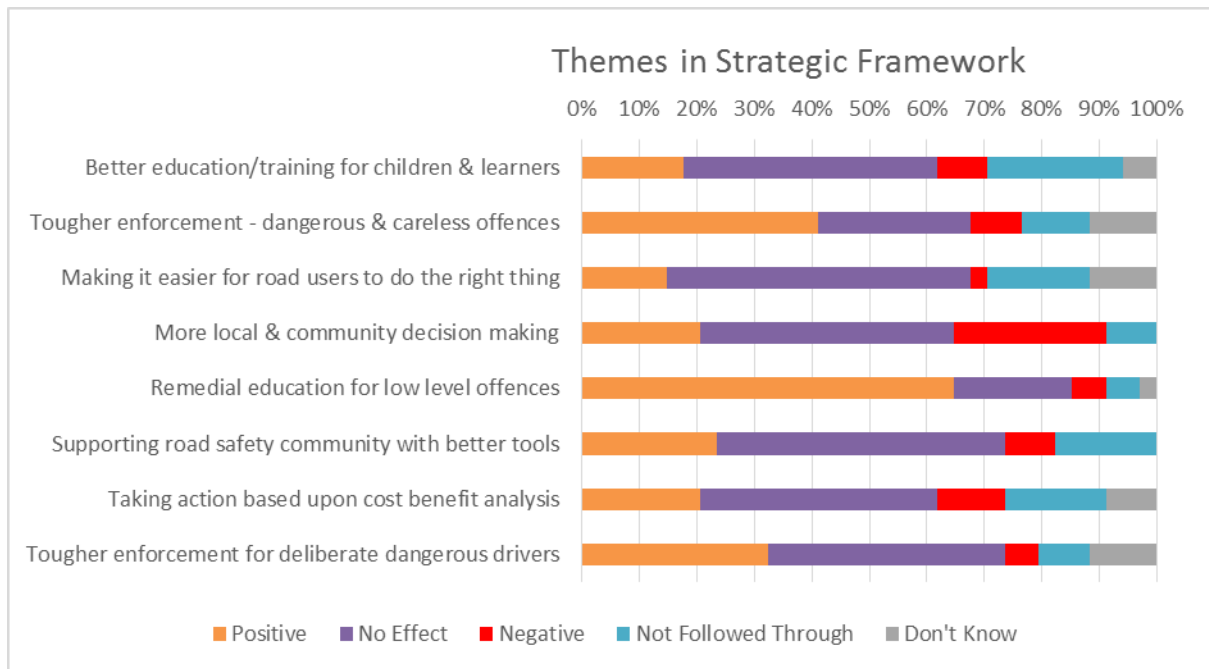 Themes in Strategic Framework
0% 10% 20% 30% 40% 50% 60% 70% 80% 90% 100%
Better education/training for children & learners
Tougher enforcement - dangerous & careless offences
Making it easier for road users to do the right thing
More local & community decision making
Remedial education for low level offences
Supporting road safety community with better tools
Taking action based upon cost benefit analysis
Tougher enforcement for deliberate dangerous drivers
Positive No Effect Negative Not Followed Through Don't Know